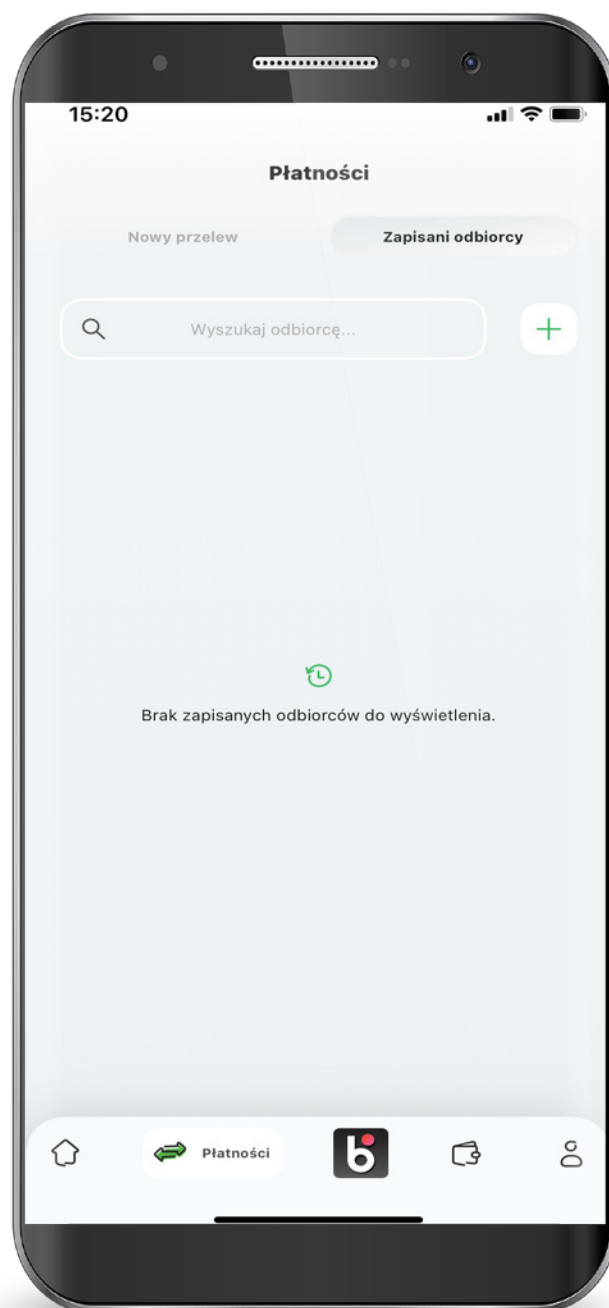 15:20
Płatności
Nowy przelew
Zapisani odbiorcy
Wyszukaj odbiorcę...
Brak zapisanych odbiorców do wyświetlenia.
Płatności